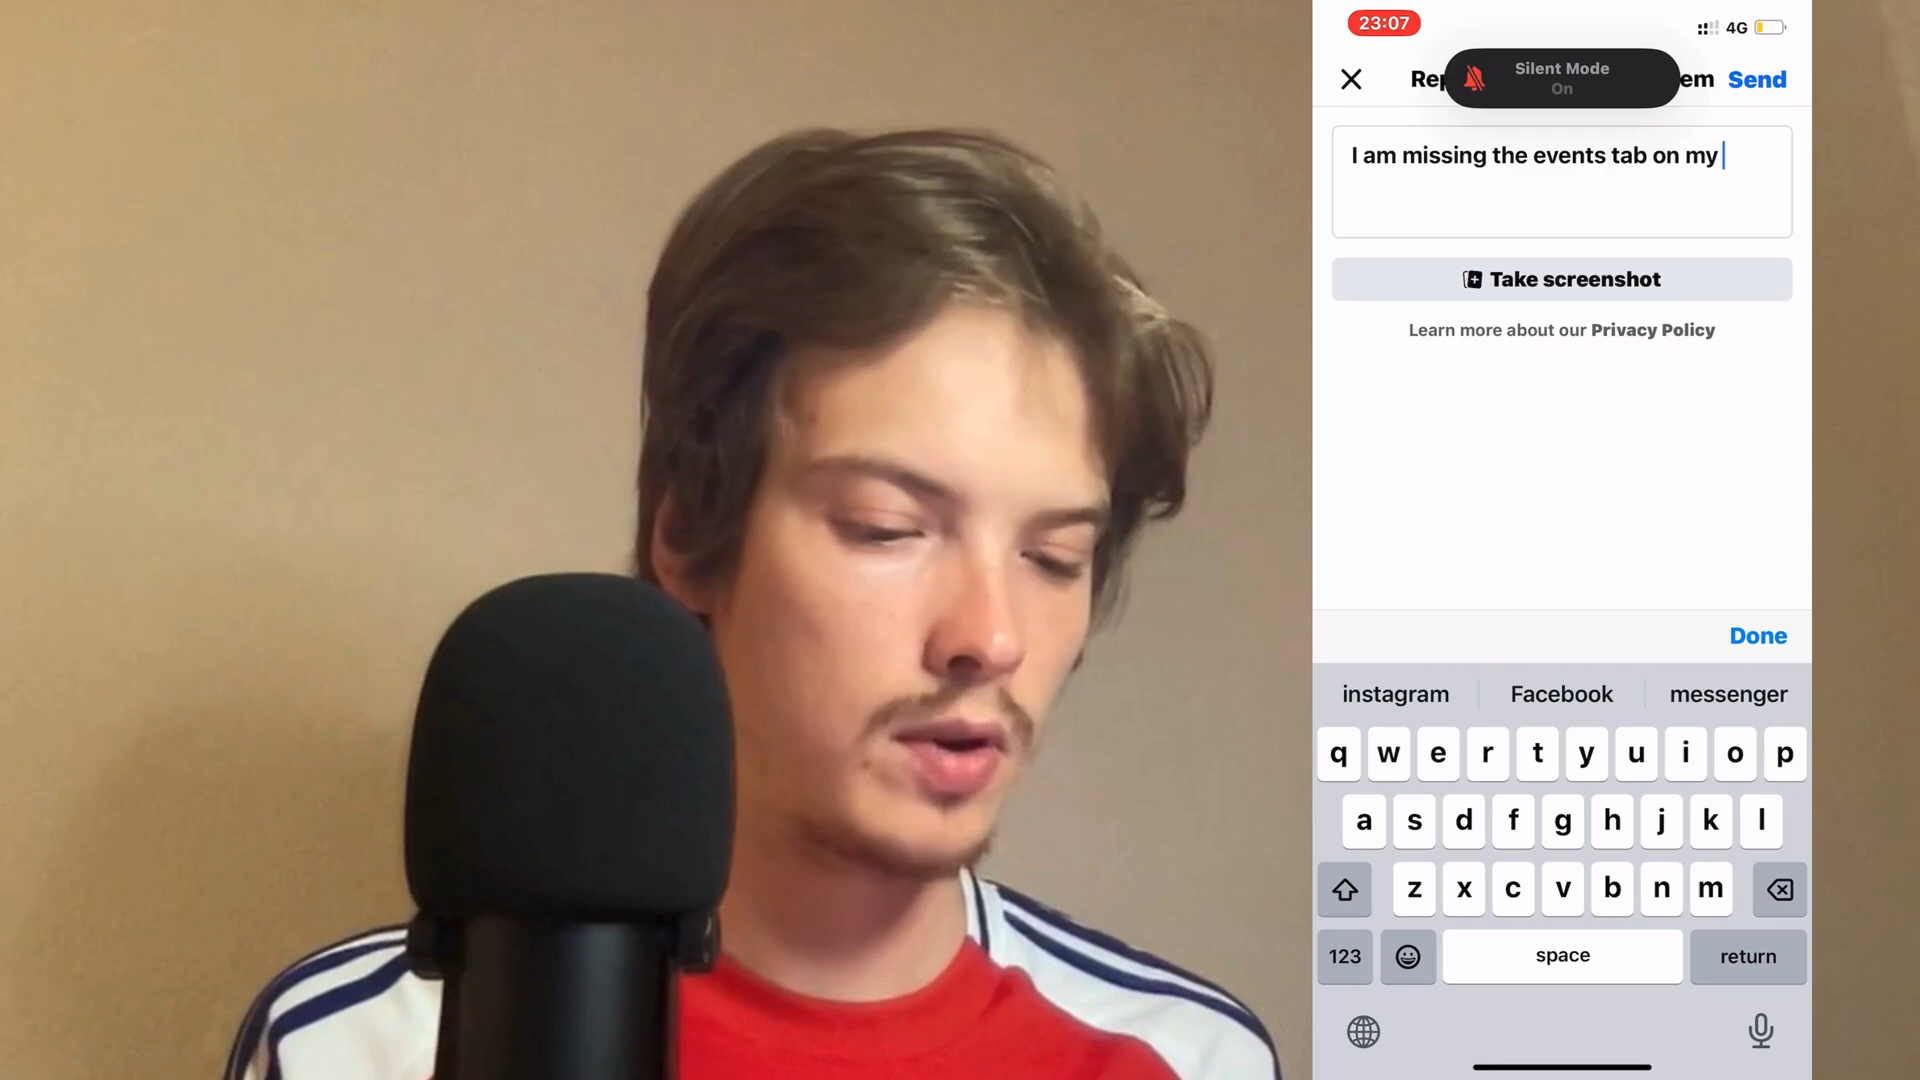 23:07
4G
Silent Mode
On
Rep
em
Send
I am missing the events tab on my
Take screenshot
Learn more about our Privacy Policy
Done
instagram
Facebook
messenger
q w e r t y u i o p
a s d f g h j k l
z x c v b n m
123
space
return